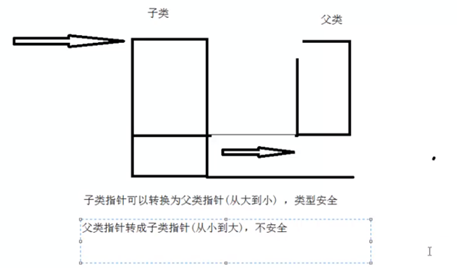 子类
父类
子类指针可以转换为父类指针(从大到小) ，类型安全
父类指针转成子类指针(从小到大)，不安全